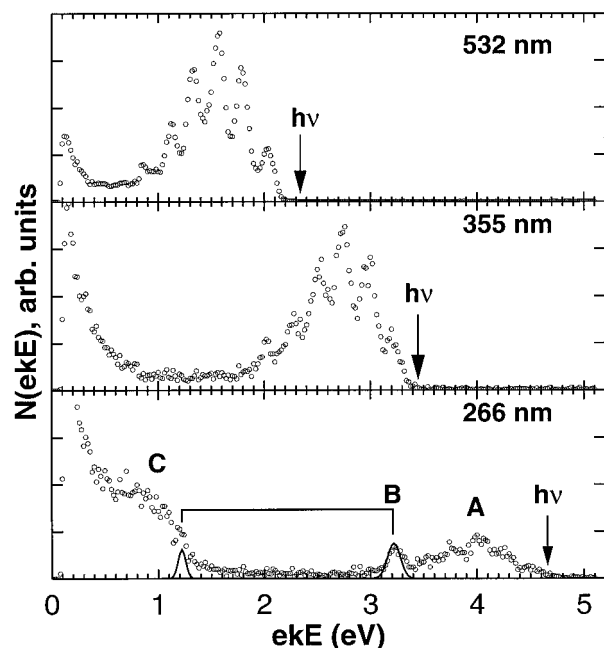 532 nm
hν
355 nm
hν
266 nm
C
B
A
hν
N(ekE), arb. units
0 1 2 3 4 5
ekE (eV)